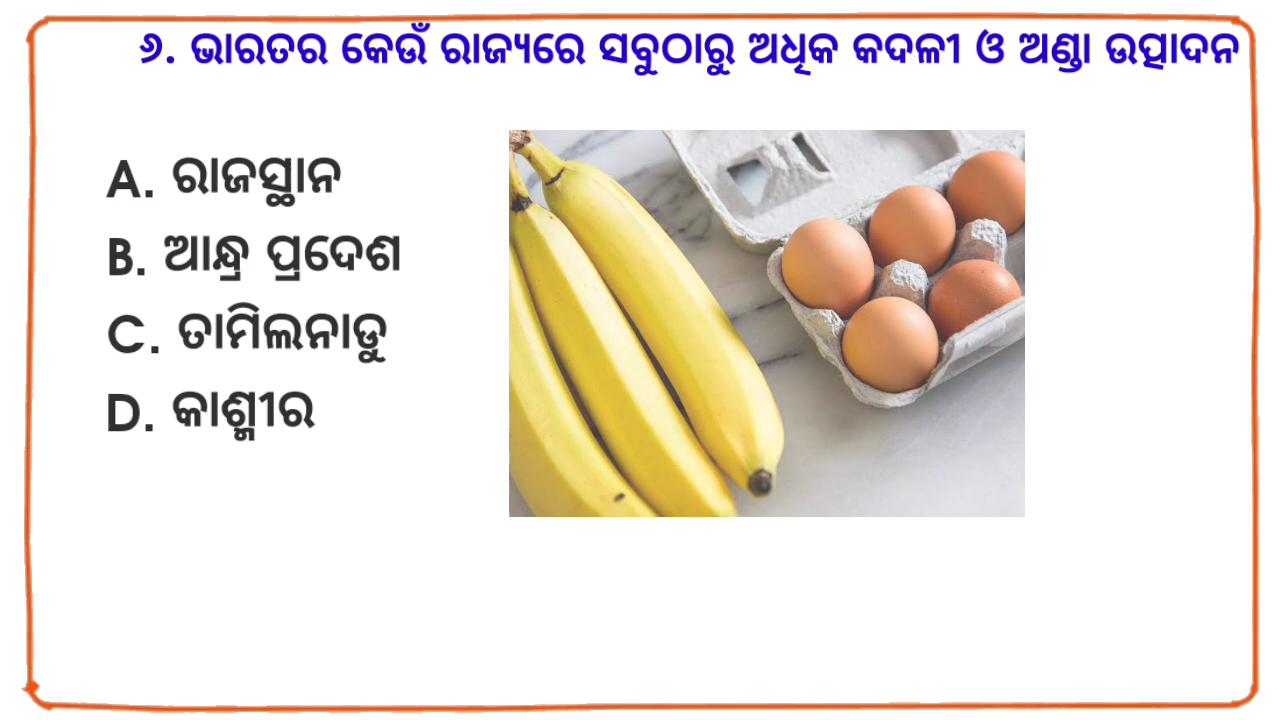 ୬. ଭାରତର କେଉଁ ରାଜ୍ୟରେ ସବୁଠାରୁ ଅଧିକ କଦଳୀ ଓ ଅଣ୍ଡା ଉତ୍ପାଦନ
A. ରାଜସ୍ଥାନ
B. ଆନ୍ଧ୍ର ପ୍ରଦେଶ
C. ତାମିଲନାଡୁ
D. କାଶ୍ମୀର